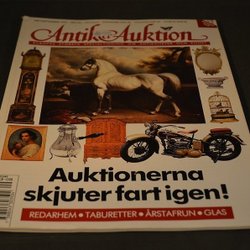 Antik & Auktion
Auktionerna
skjuter fart igen!
REDARHEM • TABURETTER • ÅRSTAFRUN • GLAS